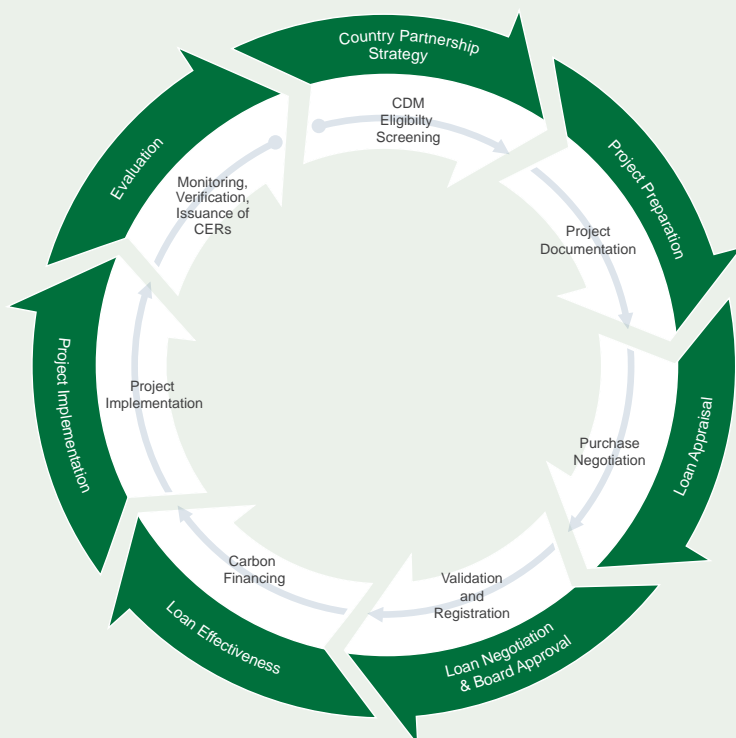 Country Partnership
Strategy
CDM
Eligibilty
Screening
Project Preparation
Project
Documentation
Loan Appraisal
Purchase
Negotiation
Loan Negotiation
& Board Approval
Validation
and
Registration
Loan Effectiveness
Carbon
Financing
Project Implementation
Project
Implementation
Evaluation
Monitoring,
Verification,
Issuance of
CERs